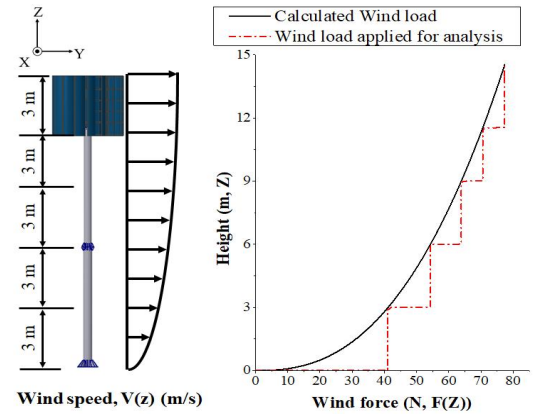 Z
X
Y
3 m
3 m
3 m
3 m
3 m
Wind speed, V(z) (m/s)
Calculated Wind load
Wind load applied for analysis
15
12
9
6
3
0
Height (m, Z)
0 10 20 30 40 50 60 70 80
Wind force (N, F(Z))